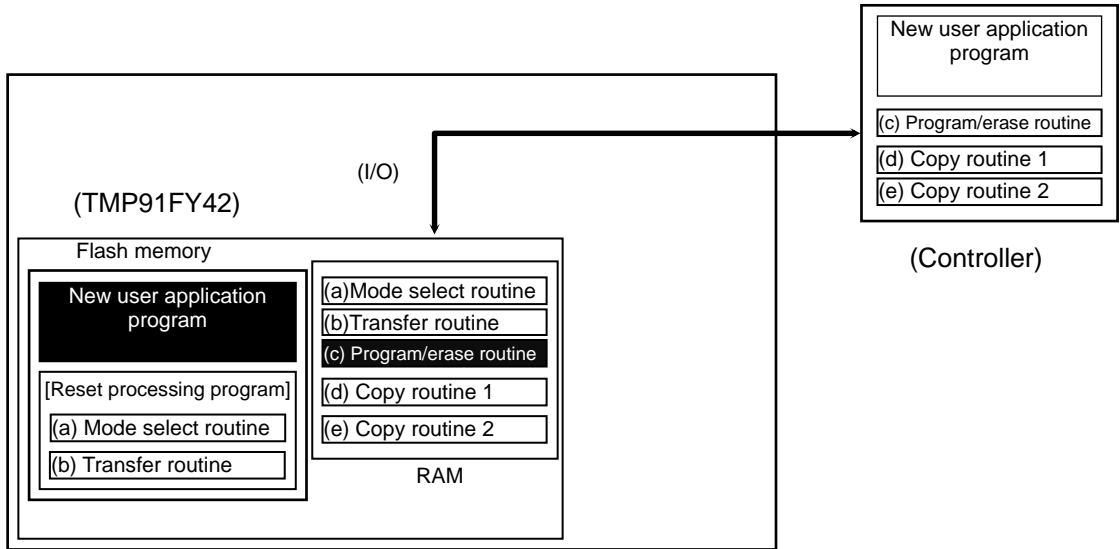 New user application
program
(c) Program/erase routine
(d) Copy routine 1
(e) Copy routine 2
(Controller)
(I/O)
(TMP91FY42)
Flash memory
New user application
program
[Reset processing program]
(a) Mode select routine
(b) Transfer routine
(a)Mode select routine
(b)Transfer routine
(c) Program/erase routine
(d) Copy routine 1
(e) Copy routine 2
RAM